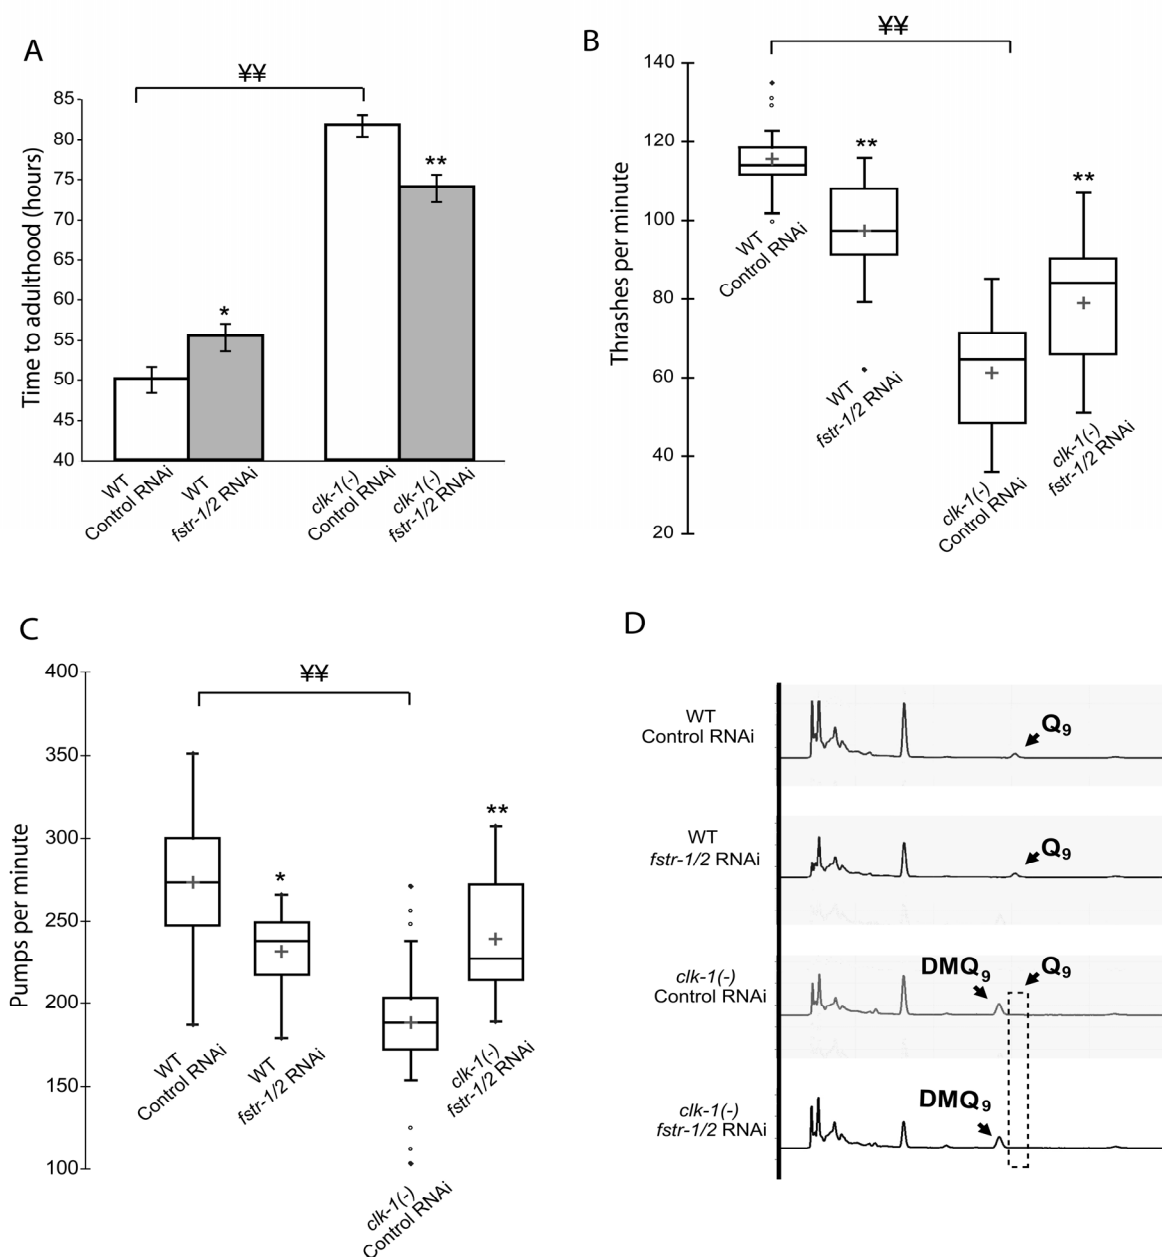 A
¥¥
Time to adulthood (hours)
85
80
75
70
65
60
55
50
45
40
*
**
WT
Control RNAi
WT
fstr-1/2 RNAi
clk-1(-)
Control RNAi
clk-1(-)
fstr-1/2 RNAi
B
¥¥
Thrashes per minute
140
120
100
80
60
40
20
**
**
WT
Control RNAi
WT
fstr-1/2 RNAi
clk-1(-)
Control RNAi
clk-1(-)
fstr-1/2 RNAi
C
¥¥
Pumps per minute
400
350
300
250
200
150
100
*
**
WT
Control RNAi
WT
fstr-1/2 RNAi
clk-1(-)
Control RNAi
clk-1(-)
fstr-1/2 RNAi
D
WT
Control RNAi
Q9
WT
fstr-1/2 RNAi
Q9
clk-1(-)
Control RNAi
DMQ9
Q9
clk-1(-)
fstr-1/2 RNAi
DMQ9